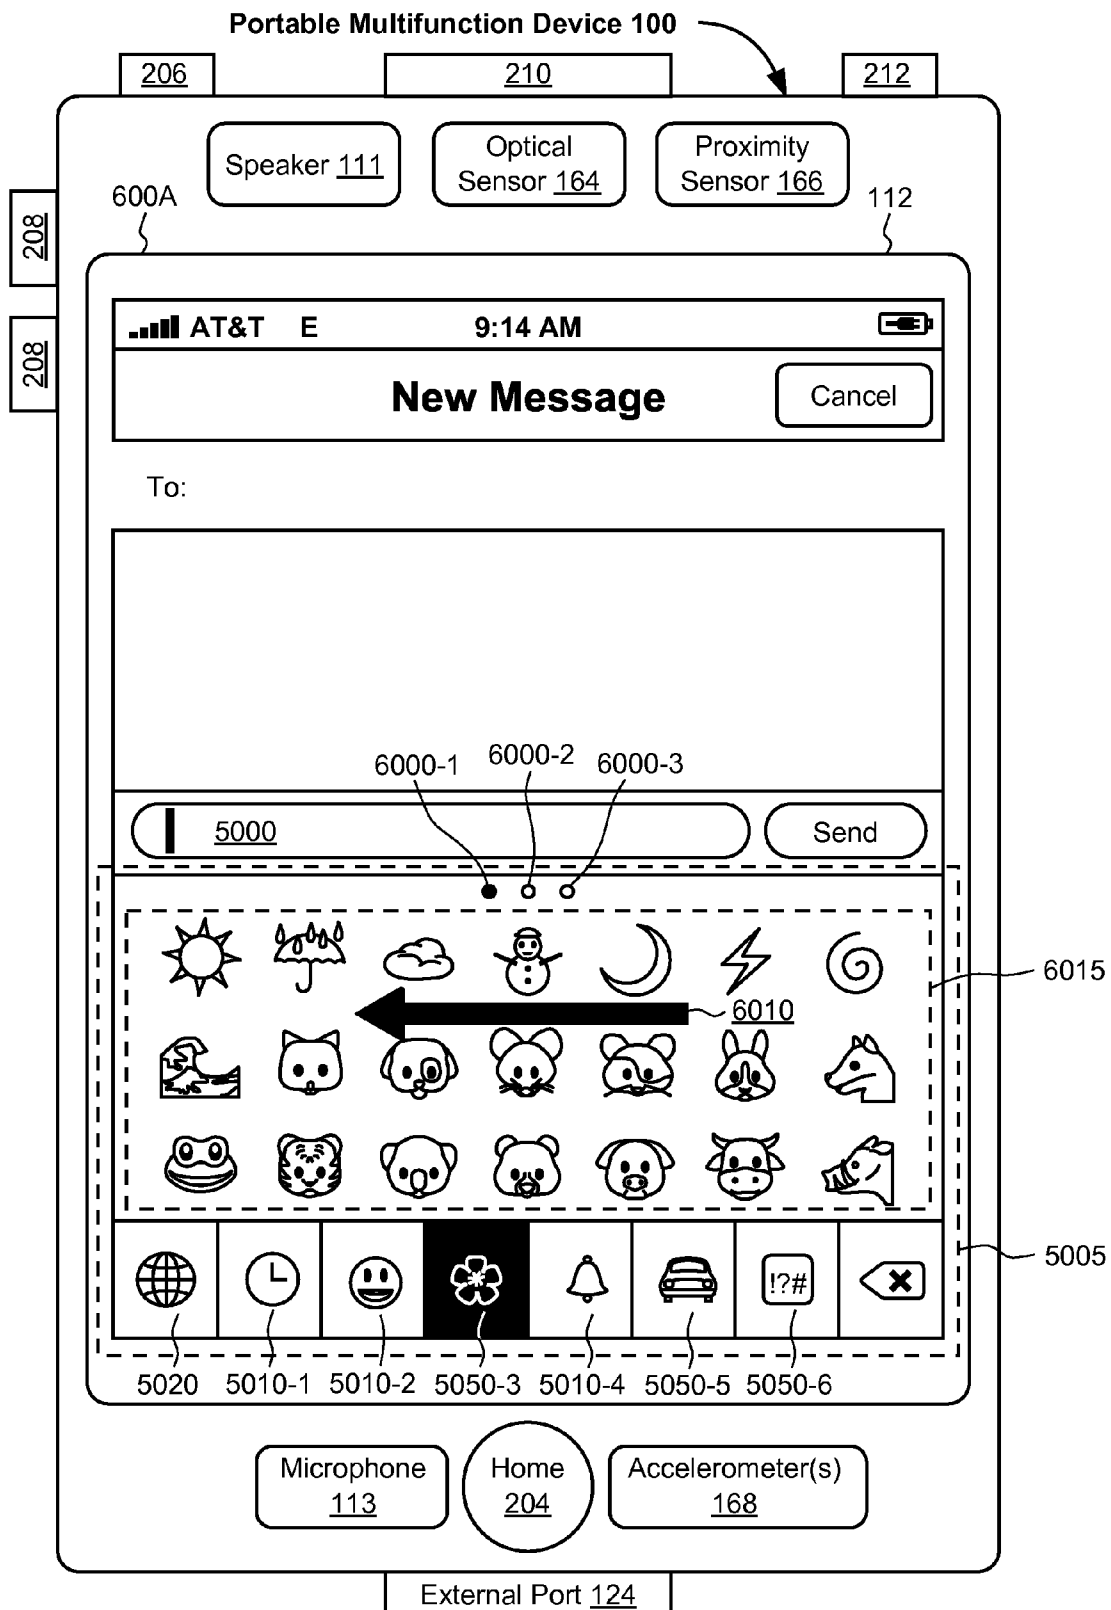 Portable Multifunction Device 100
206
210
212
Speaker 111
Optical
Sensor 164
Proximity
Sensor 166
600A
112
208
208
AT&T E 9:14 AM
New Message
Cancel
To:
6000-1
6000-2
6000-3
5000
Send
6015
6010
5005
!?#
5020
5010-1
5010-2
5050-3
5010-4
5050-5
5050-6
Microphone
113
Home
204
Accelerometer(s)
168
External Port 124